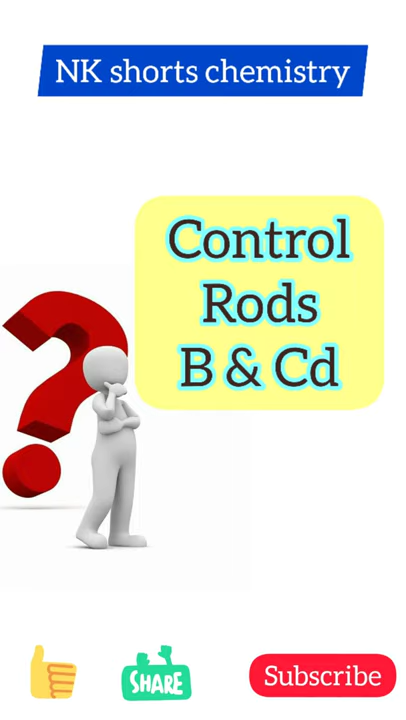 NK shorts chemistry
Control
Rods
B & Cd
SHARE
Subscribe